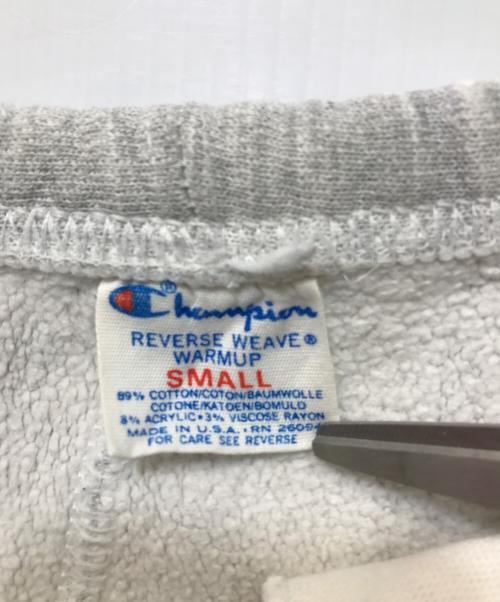 Champion®
REVERSE WEAVE®
WARMUP
SMALL
89% COTTON/COTON/BAUMWOLLE
COTONE/KATOEN/BOMULD
8% ACRYLIC•3% VISCOSE RAYON
MADE IN U.S.A.•RN 26094
FOR CARE SEE REVERSE